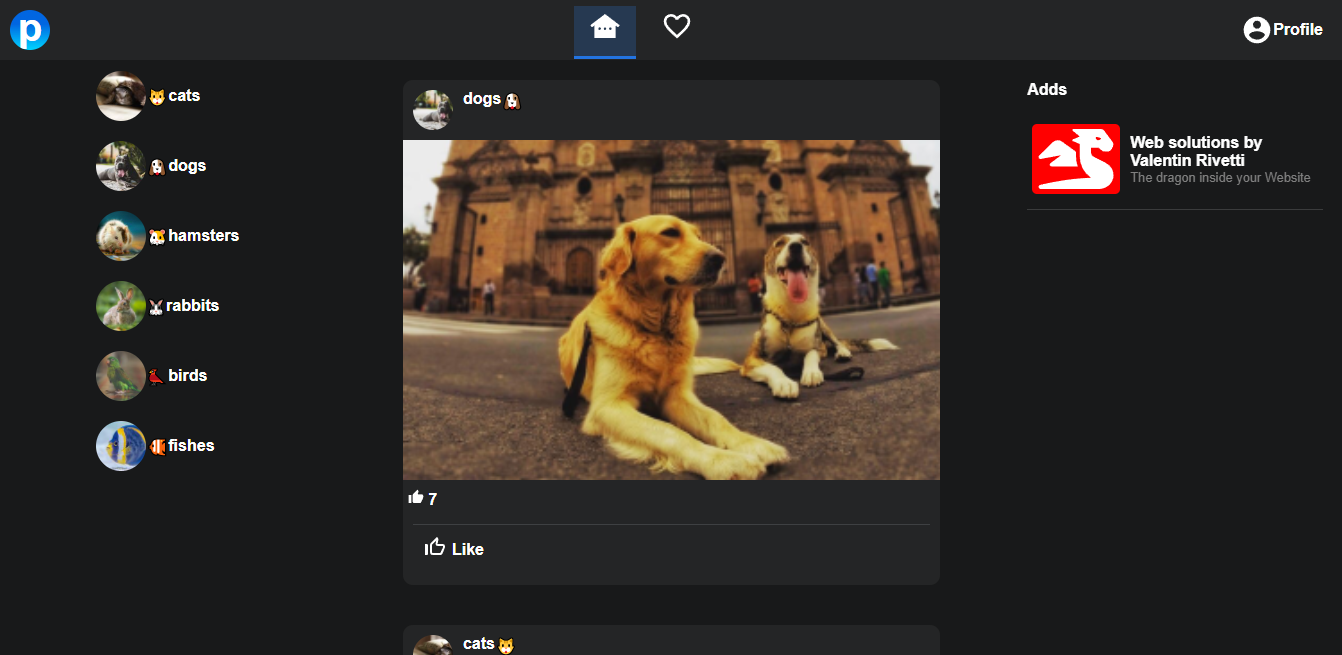 p
Profile
cats
dogs
hamsters
rabbits
birds
fishes
dogs
7
Like
cats
Adds
Web solutions by
Valentin Rivetti
The dragon inside your Website